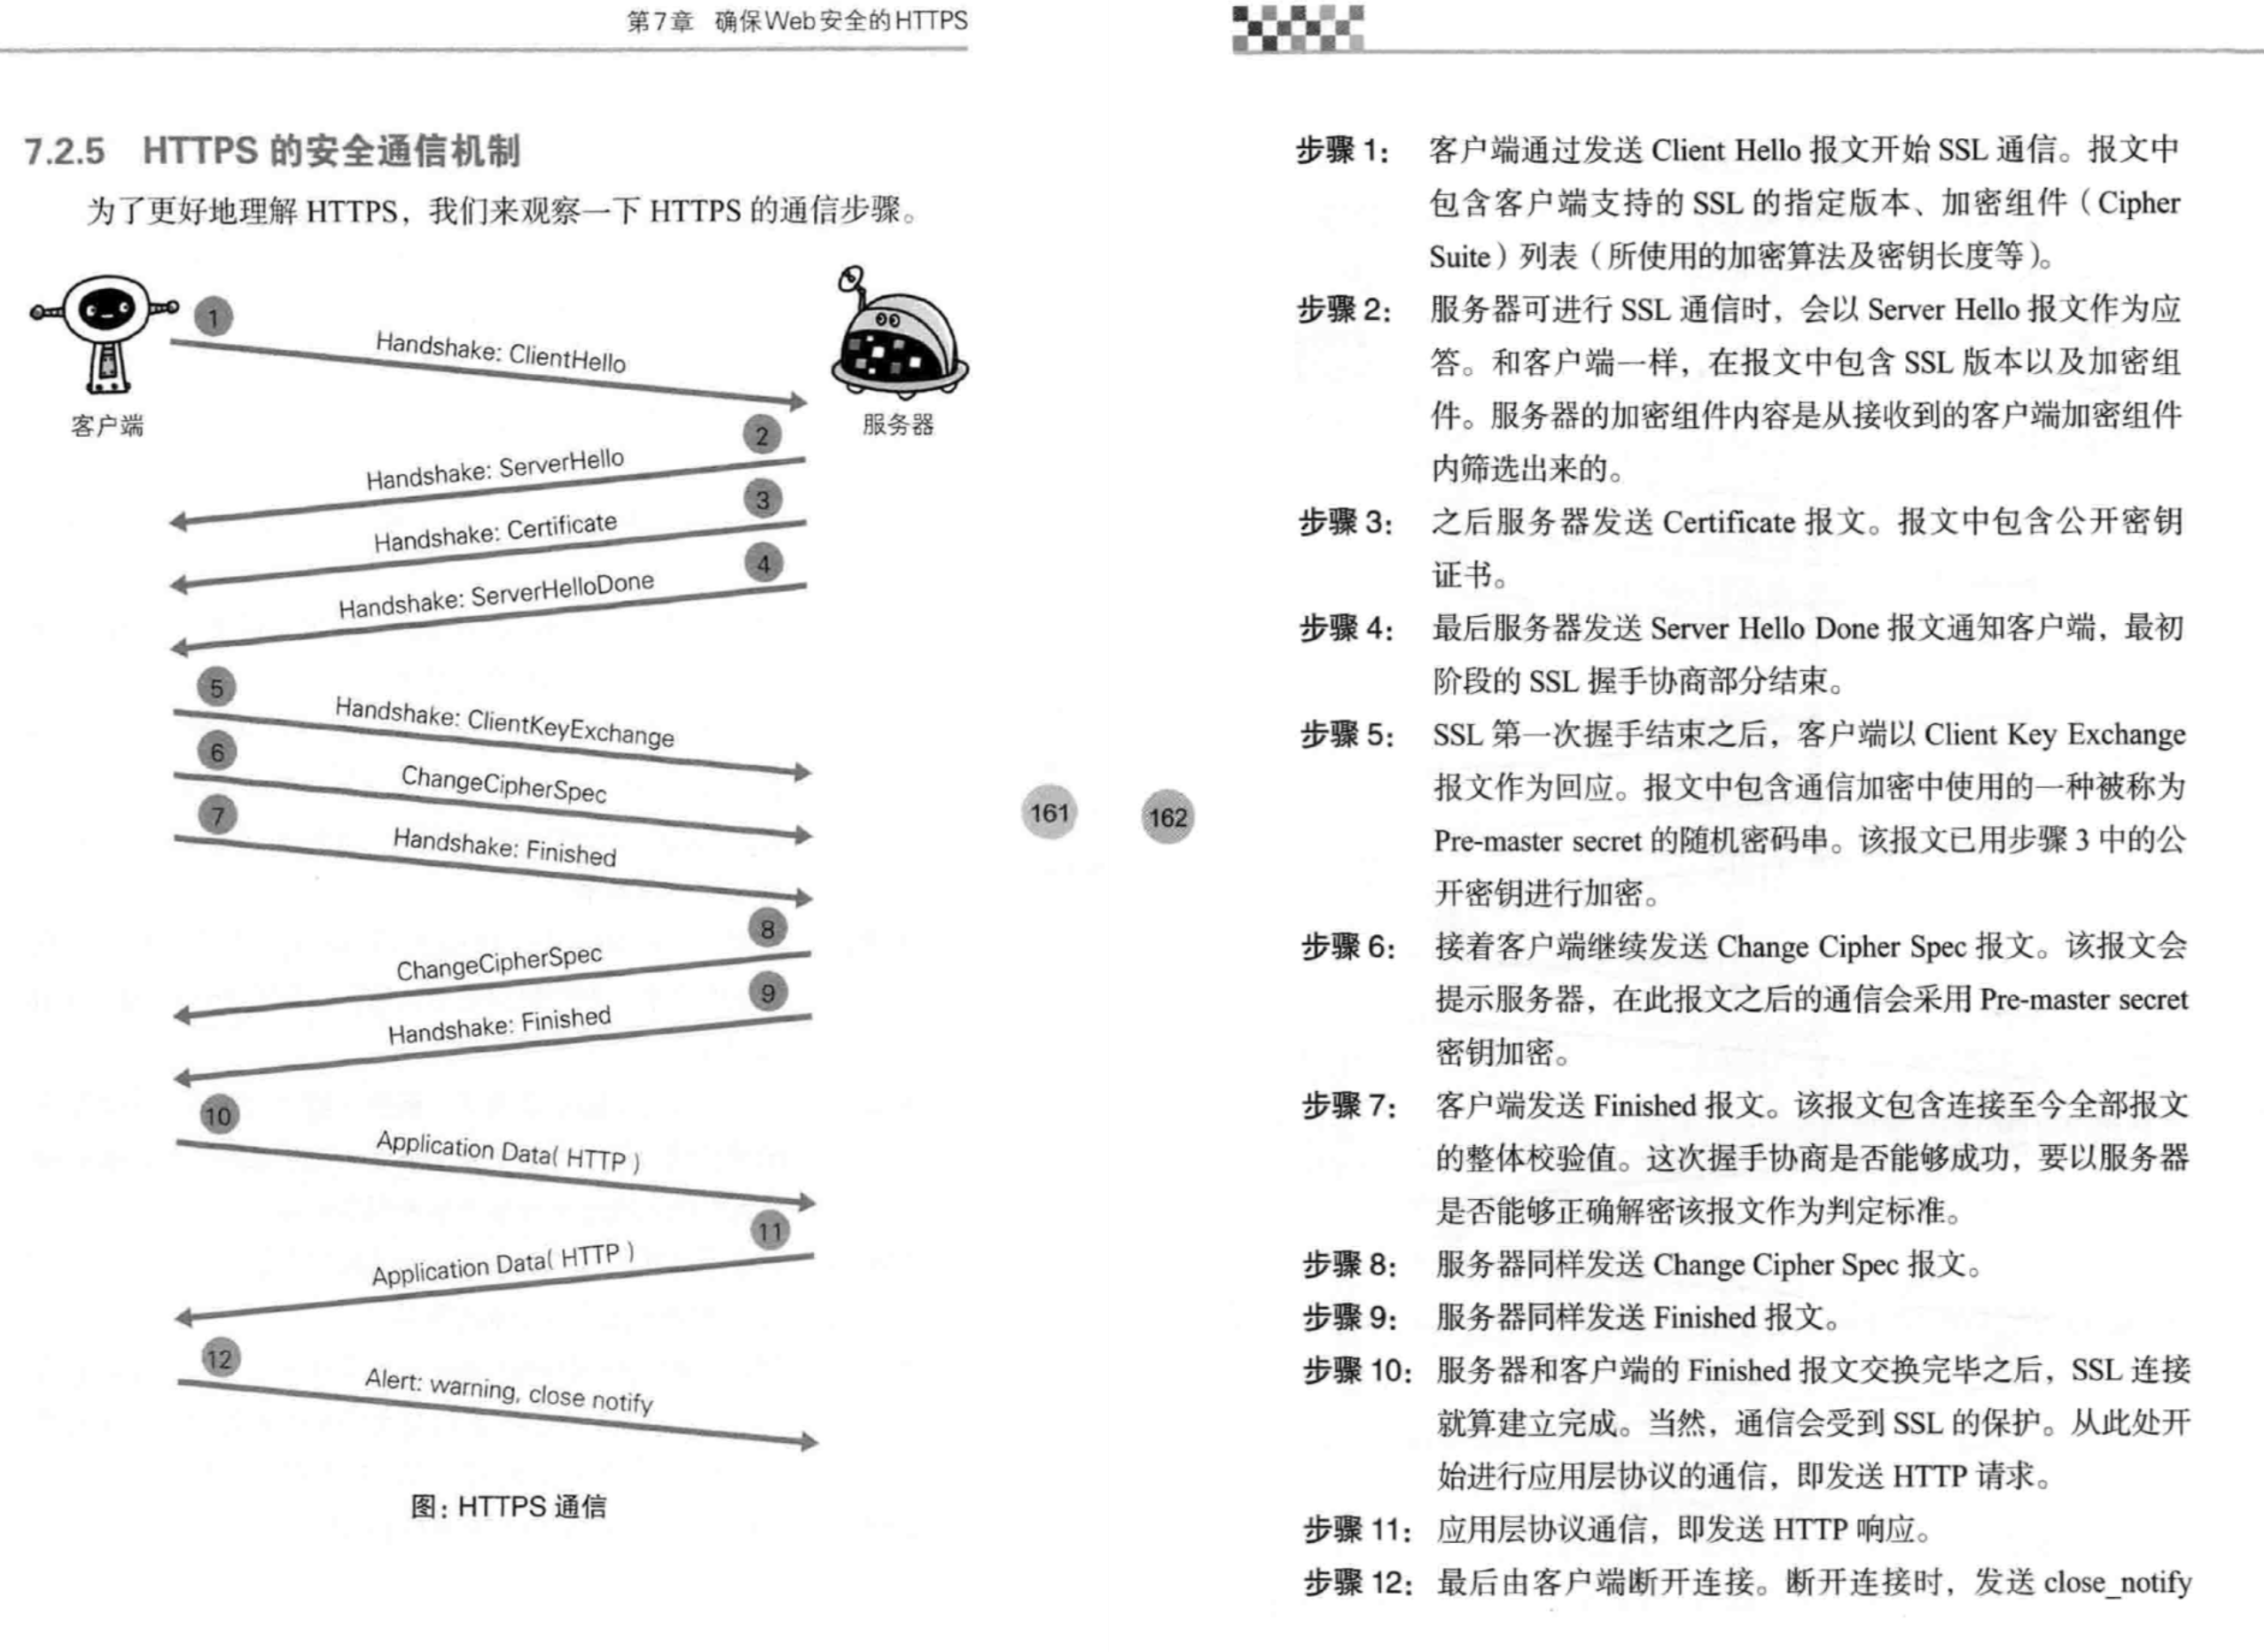 第7章 确保Web安全的HTTPS
7.2.5 HTTPS 的安全通信机制
为了更好地理解 HTTPS，我们来观察一下 HTTPS 的通信步骤。
1
Handshake: ClientHello
客户端
服务器
2
Handshake: ServerHello
3
Handshake: Certificate
4
Handshake: ServerHelloDone
5
Handshake: ClientKeyExchange
6
ChangeCipherSpec
7
Handshake: Finished
8
ChangeCipherSpec
9
Handshake: Finished
10
Application Data( HTTP )
11
Application Data( HTTP )
12
Alert: warning, close notify
图：HTTPS 通信
161
162
步骤 1： 客户端通过发送 Client Hello 报文开始 SSL 通信。报文中
包含客户端支持的 SSL 的指定版本、加密组件（Cipher
Suite）列表（所使用的加密算法及密钥长度等）。
步骤 2： 服务器可进行 SSL 通信时，会以 Server Hello 报文作为应
答。和客户端一样，在报文中包含 SSL 版本以及加密组
件。服务器的加密组件内容是从接收到的客户端加密组件
内筛选出来的。
步骤 3： 之后服务器发送 Certificate 报文。报文中包含公开密钥
证书。
步骤 4： 最后服务器发送 Server Hello Done 报文通知客户端，最初
阶段的 SSL 握手协商部分结束。
步骤 5： SSL 第一次握手结束之后，客户端以 Client Key Exchange
报文作为回应。报文中包含通信加密中使用的一种被称为
Pre-master secret 的随机密码串。该报文已用步骤 3 中的公
开密钥进行加密。
步骤 6： 接着客户端继续发送 Change Cipher Spec 报文。该报文会
提示服务器，在此报文之后的通信会采用 Pre-master secret
密钥加密。
步骤 7： 客户端发送 Finished 报文。该报文包含连接至今全部报文
的整体校验值。这次握手协商是否能够成功，要以服务器
是否能够正确解密该报文作为判定标准。
步骤 8： 服务器同样发送 Change Cipher Spec 报文。
步骤 9： 服务器同样发送 Finished 报文。
步骤 10： 服务器和客户端的 Finished 报文交换完毕之后，SSL 连接
就算建立完成。当然，通信会受到 SSL 的保护。从此处开
始进行应用层协议的通信，即发送 HTTP 请求。
步骤 11： 应用层协议通信，即发送 HTTP 响应。
步骤 12： 最后由客户端断开连接。断开连接时，发送 close_notify